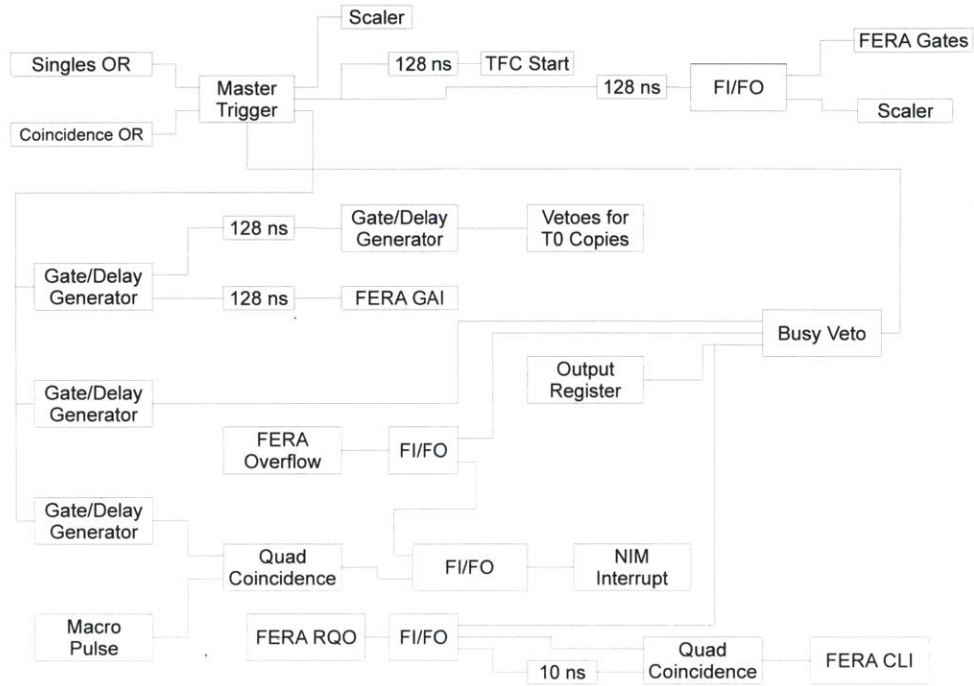 Scaler
FERA Gates
Singles OR
128 ns
TFC Start
Master
Trigger
128 ns
FI/FO
Scaler
Coincidence OR
128 ns
Gate/Delay
Generator
Vetoes for
T0 Copies
Gate/Delay
Generator
128 ns
FERA GAI
Busy Veto
Output
Register
Gate/Delay
Generator
FERA
Overflow
FI/FO
Gate/Delay
Generator
Quad
Coincidence
FI/FO
NIM
Interrupt
Macro
Pulse
FERA RQO
FI/FO
10 ns
Quad
Coincidence
FERA CLI